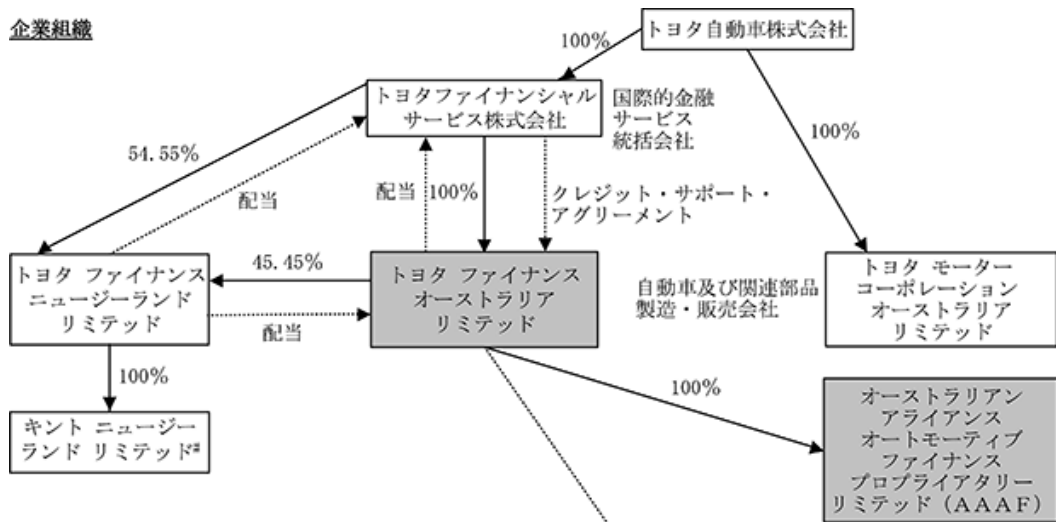 企業組織
トヨタ自動車株式会社
100%
トヨタファイナンシャル
サービス株式会社
国際的金融
サービス
統括会社
100%
54.55%
配当
配当
100%
クレジット・サポート・
アグリーメント
トヨタ ファイナンス
ニュージーランド
リミテッド
45.45%
配当
トヨタ ファイナンス
オーストラリア
リミテッド
自動車及び関連部品
製造・販売会社
トヨタ モーター
コーポレーション
オーストラリア
リミテッド
100%
キント ニュージー
ランド リミテッド#
100%
オーストラリアン
アライアンス
オートモーティブ
ファイナンス
プロプライアタリー
リミテッド(AAAF)